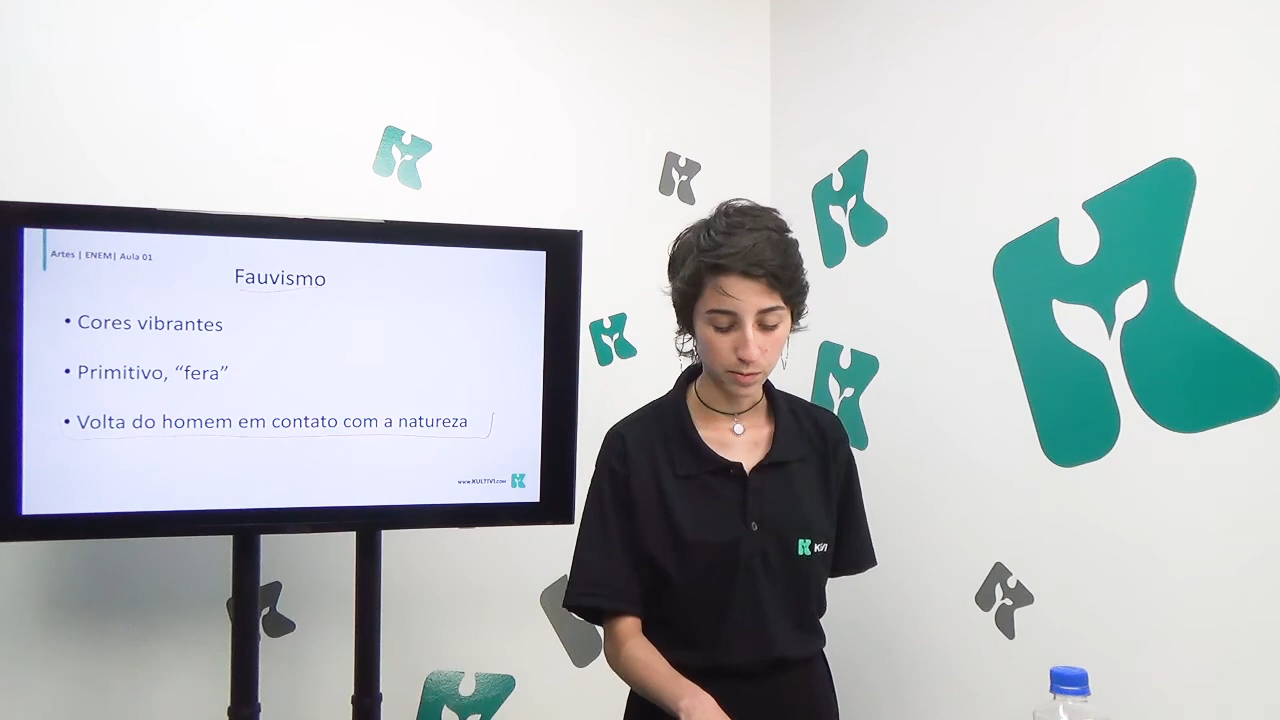 Artes | ENEM| Aula 01
Fauvismo
• Cores vibrantes
• Primitivo, “fera”
• Volta do homem em contato com a natureza
www.KULTIVI.COM